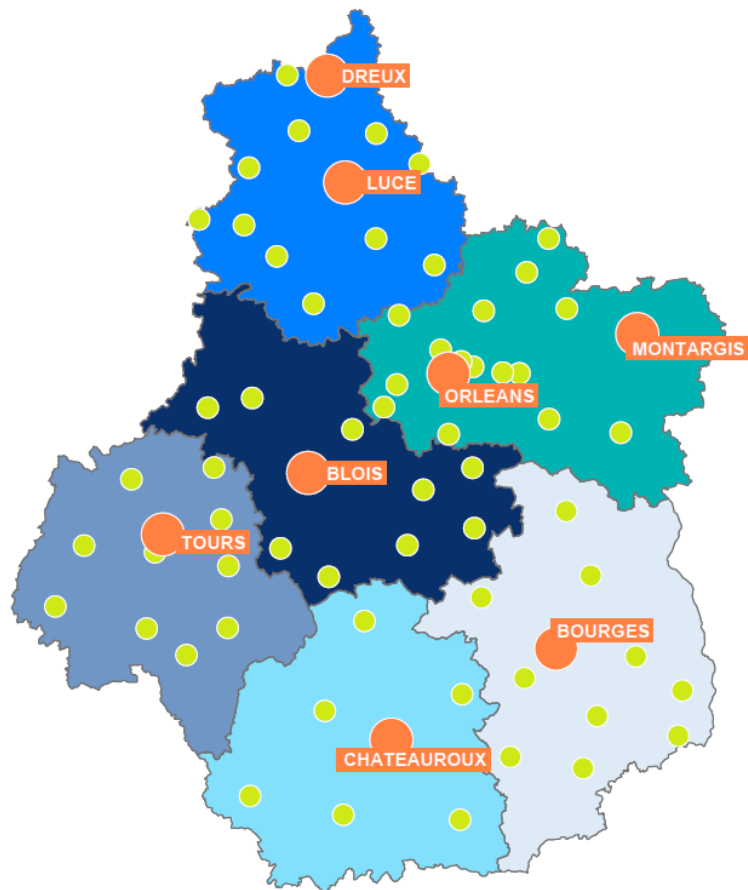 DREUX
LUCE
MONTARGIS
ORLEANS
BLOIS
TOURS
BOURGES
CHATEAUROUX